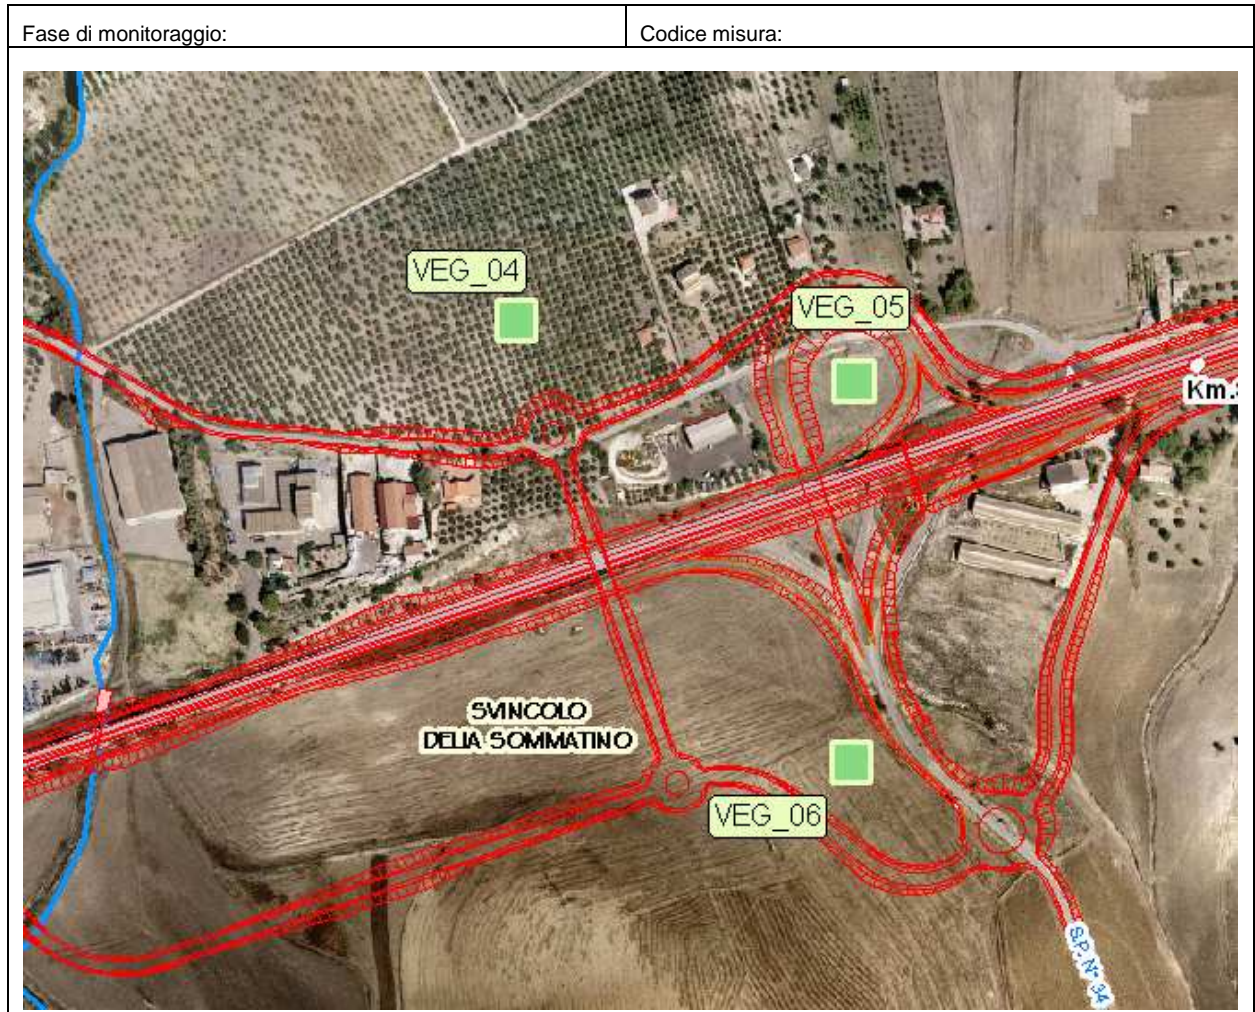 Fase di monitoraggio:
Codice misura:
VEG_04
VEG_05
Km.
SVINCOLO
DELIA SOMMATINO
VEG_06
S.P. N° 34